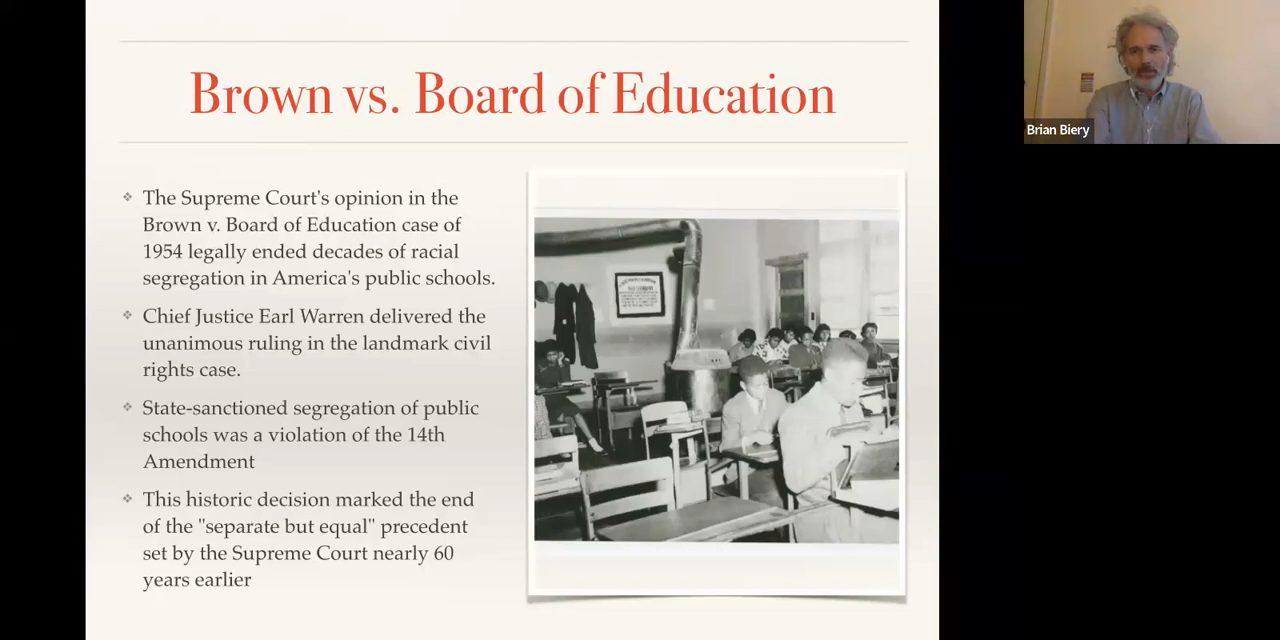 Brown vs. Board of Education
The Supreme Court's opinion in the
Brown v. Board of Education case of
1954 legally ended decades of racial
segregation in America's public schools.
Chief Justice Earl Warren delivered the
unanimous ruling in the landmark civil
rights case.
State-sanctioned segregation of public
schools was a violation of the 14th
Amendment
This historic decision marked the end
of the "separate but equal" precedent
set by the Supreme Court nearly 60
years earlier
Brian Biery